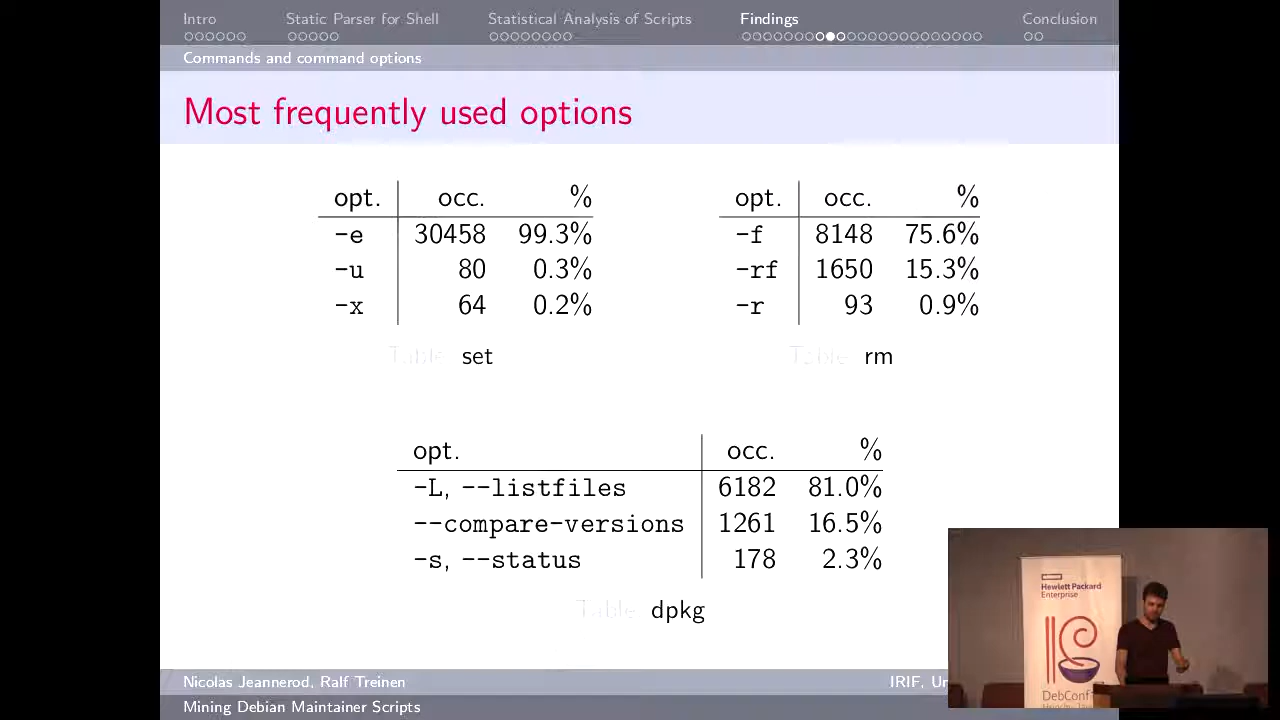 Intro Static Parser for Shell Statistical Analysis of Scripts Findings Conclusion
Commands and command options
Most frequently used options
opt. occ. %
-e 30458 99.3%
-u 80 0.3%
-x 64 0.2%
Table set
opt. occ. %
-f 8148 75.6%
-rf 1650 15.3%
-r 93 0.9%
Table rm
opt. occ. %
-L, --listfiles 6182 81.0%
--compare-versions 1261 16.5%
-s, --status 178 2.3%
Table dpkg
Hewlett Packard
Enterprise
DebConf
Nicolas Jeannerod, Ralf Treinen IRIF,
Mining Debian Maintainer Scripts